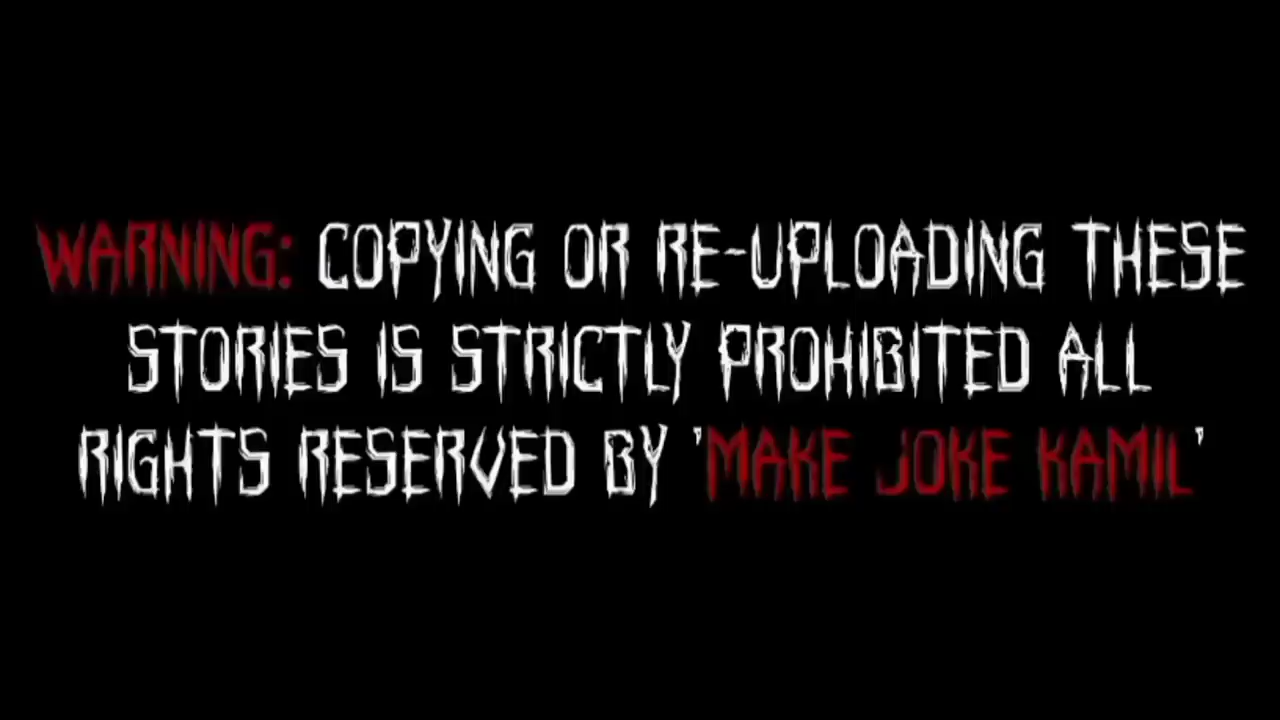 WARNING: COPYING OR RE-UPLOADING THESE
STORIES IS STRICTLY PROHIBITED ALL
RIGHTS RESERVED BY 'MAKE JOKE KAMIL'